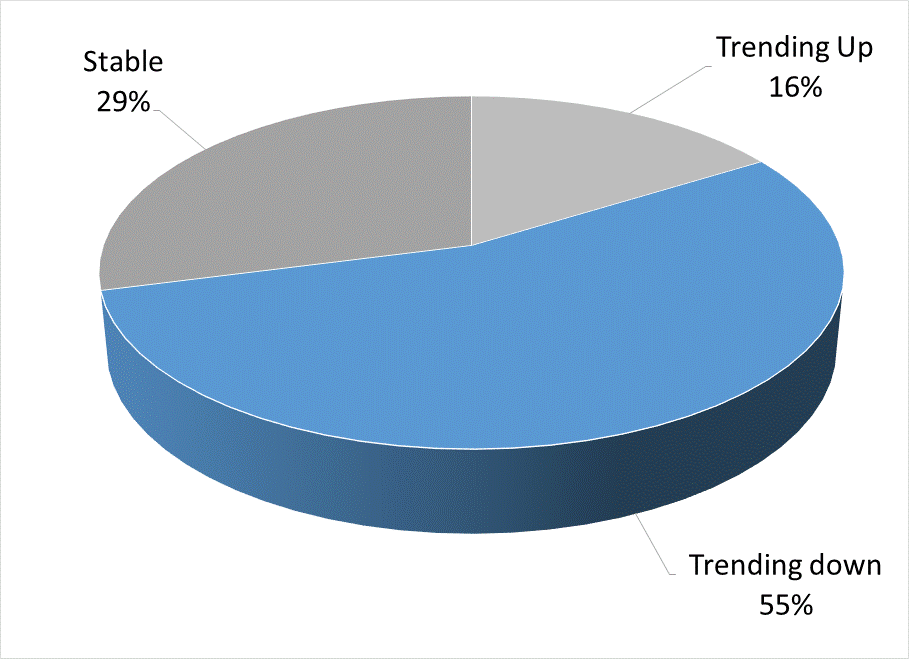 Stable
29%
Trending Up
16%
Trending down
55%